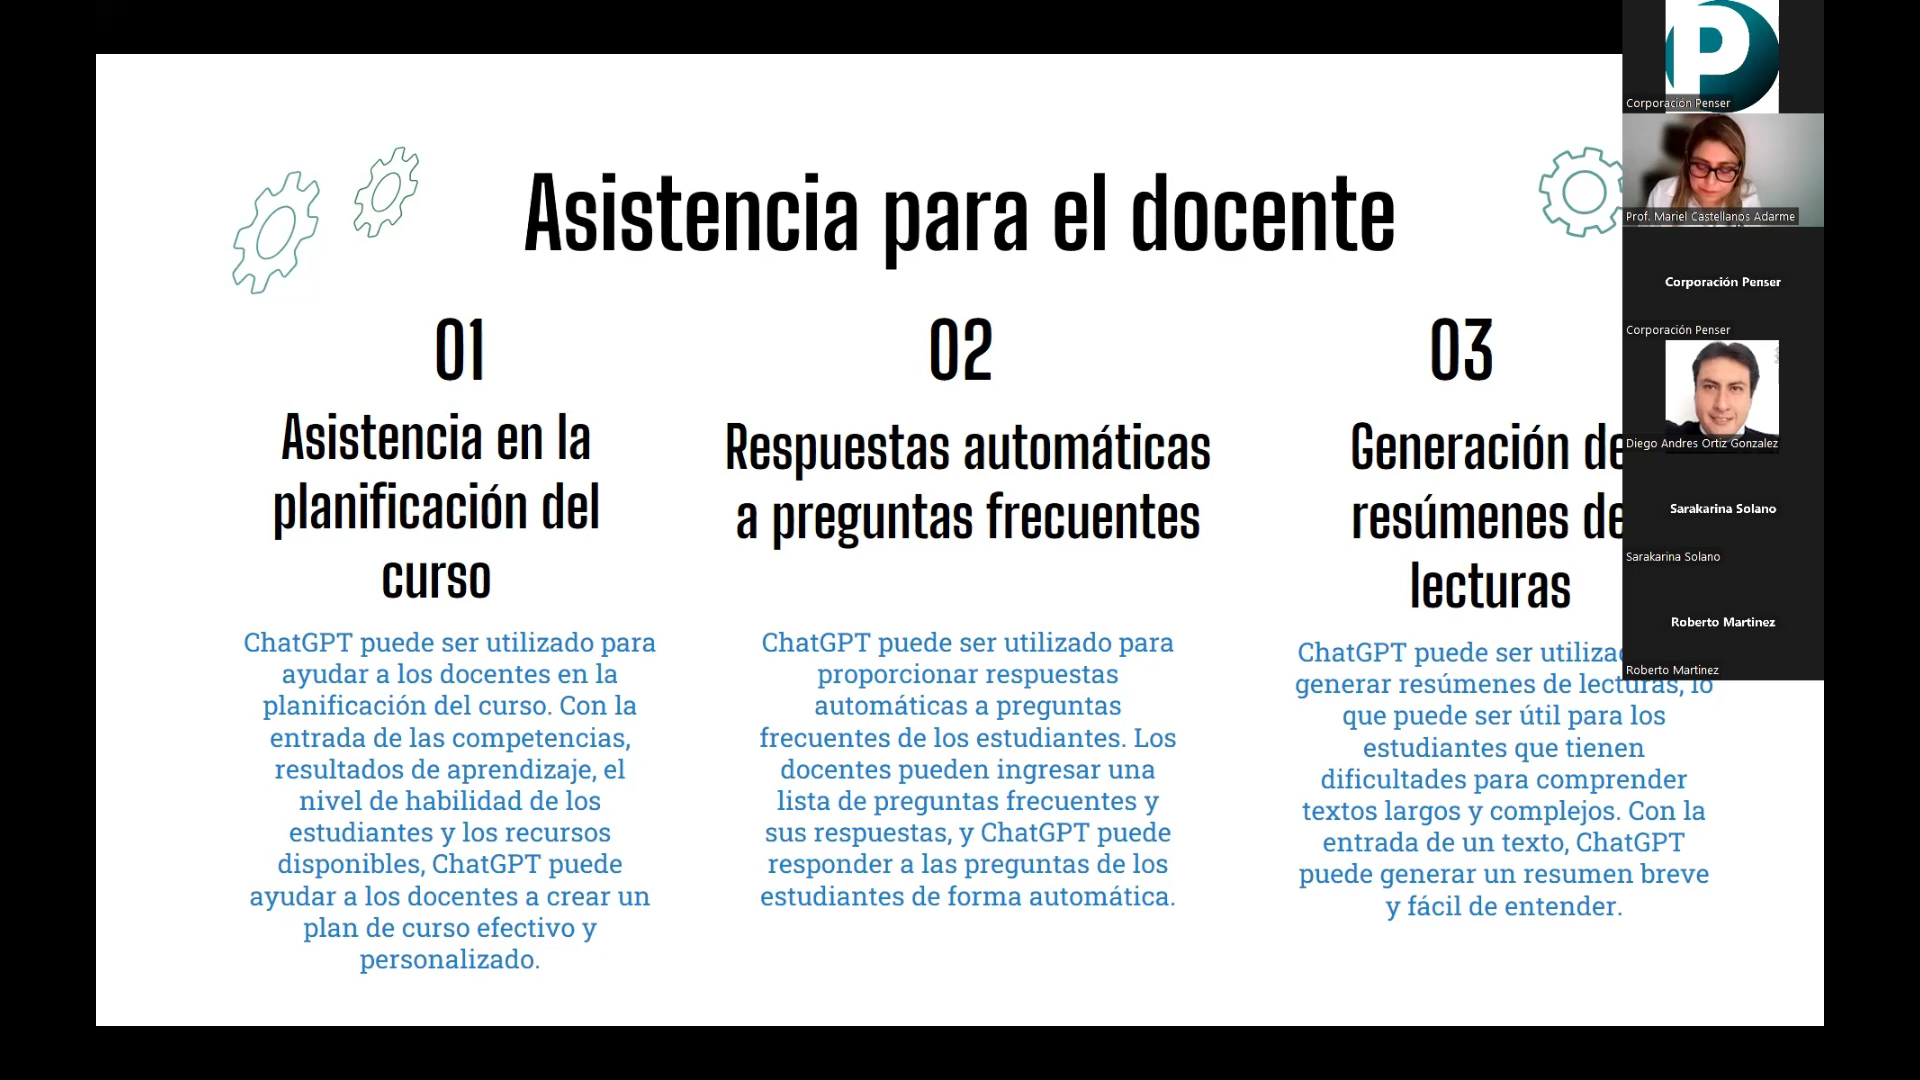 Asistencia para el docente
01
Asistencia en la
planificación del
curso
ChatGPT puede ser utilizado para
ayudar a los docentes en la
planificación del curso. Con la
entrada de las competencias,
resultados de aprendizaje, el
nivel de habilidad de los
estudiantes y los recursos
disponibles, ChatGPT puede
ayudar a los docentes a crear un
plan de curso efectivo y
personalizado.
02
Respuestas automáticas
a preguntas frecuentes
ChatGPT puede ser utilizado para
proporcionar respuestas
automáticas a preguntas
frecuentes de los estudiantes. Los
docentes pueden ingresar una
lista de preguntas frecuentes y
sus respuestas, y ChatGPT puede
responder a las preguntas de los
estudiantes de forma automática.
03
Generación de
resúmenes de
lecturas
ChatGPT puede ser
generar resúmenes de lecturas, lo
que puede ser útil para los
estudiantes que tienen
dificultades para comprender
textos largos y complejos. Con la
entrada de un texto, ChatGPT
puede generar un resumen breve
y fácil de entender.
P
Corporación Penser
Prof. Mariel Castellanos Adarme
Corporación Penser
Corporación Penser
Diego Andres Ortiz Gonzalez
Sarakarina Solano
Sarakarina Solano
Roberto Martinez
Roberto Martinez